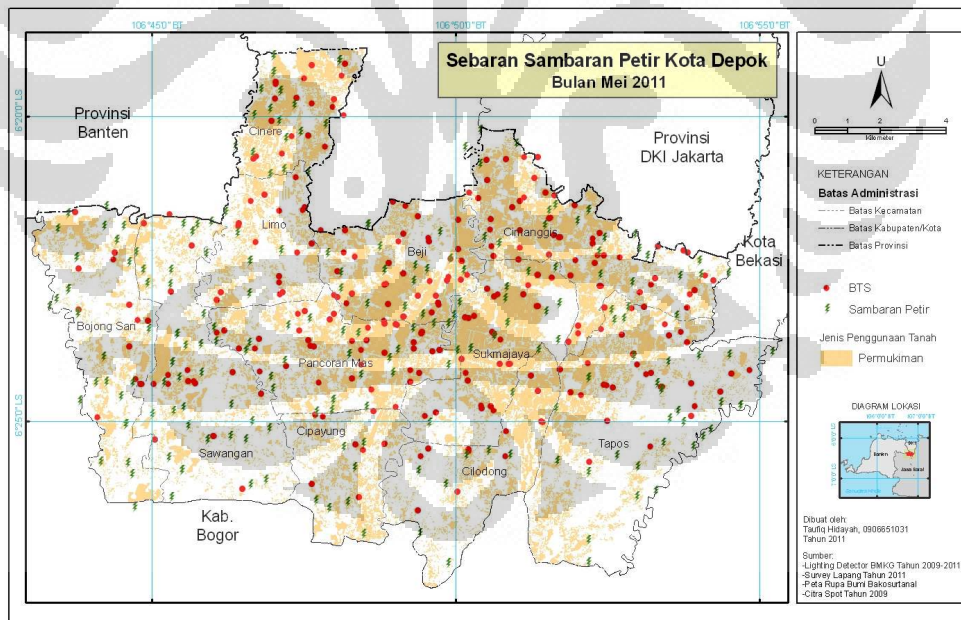 106°45'0"BT
106°50'0"BT
106°55'0"BT
Sebaran Sambaran Petir Kota Depok
Bulan Mei 2011
6°20'0"LS
6°25'0"LS
Provinsi
Banten
Provinsi
DKI Jakarta
Kota
Bekasi
Kab.
Bogor
Cinere
Limo
Beji
Cimanggis
Bojong Sari
Pancoran Mas
Sukmajaya
Cipayung
Sawangan
Cilodong
Tapos
U
0 1 2 4
Kilometer
KETERANGAN
Batas Administrasi
Batas Kecamatan
Batas Kabupaten/Kota
Batas Provinsi
BTS
Sambaran Petir
Jenis Penggunaan Tanah
Permukiman
DIAGRAM LOKASI
Banten
Jawa Barat
Dibuat oleh:
Taufiq Hidayah, 0906651031
Tahun 2011
Sumber:
-Lighting Detector BMKG Tahun 2009-2011
-Survey Lapang Tahun 2011
-Peta Rupa Bumi Bakosurtanal
-Citra Spot Tahun 2009